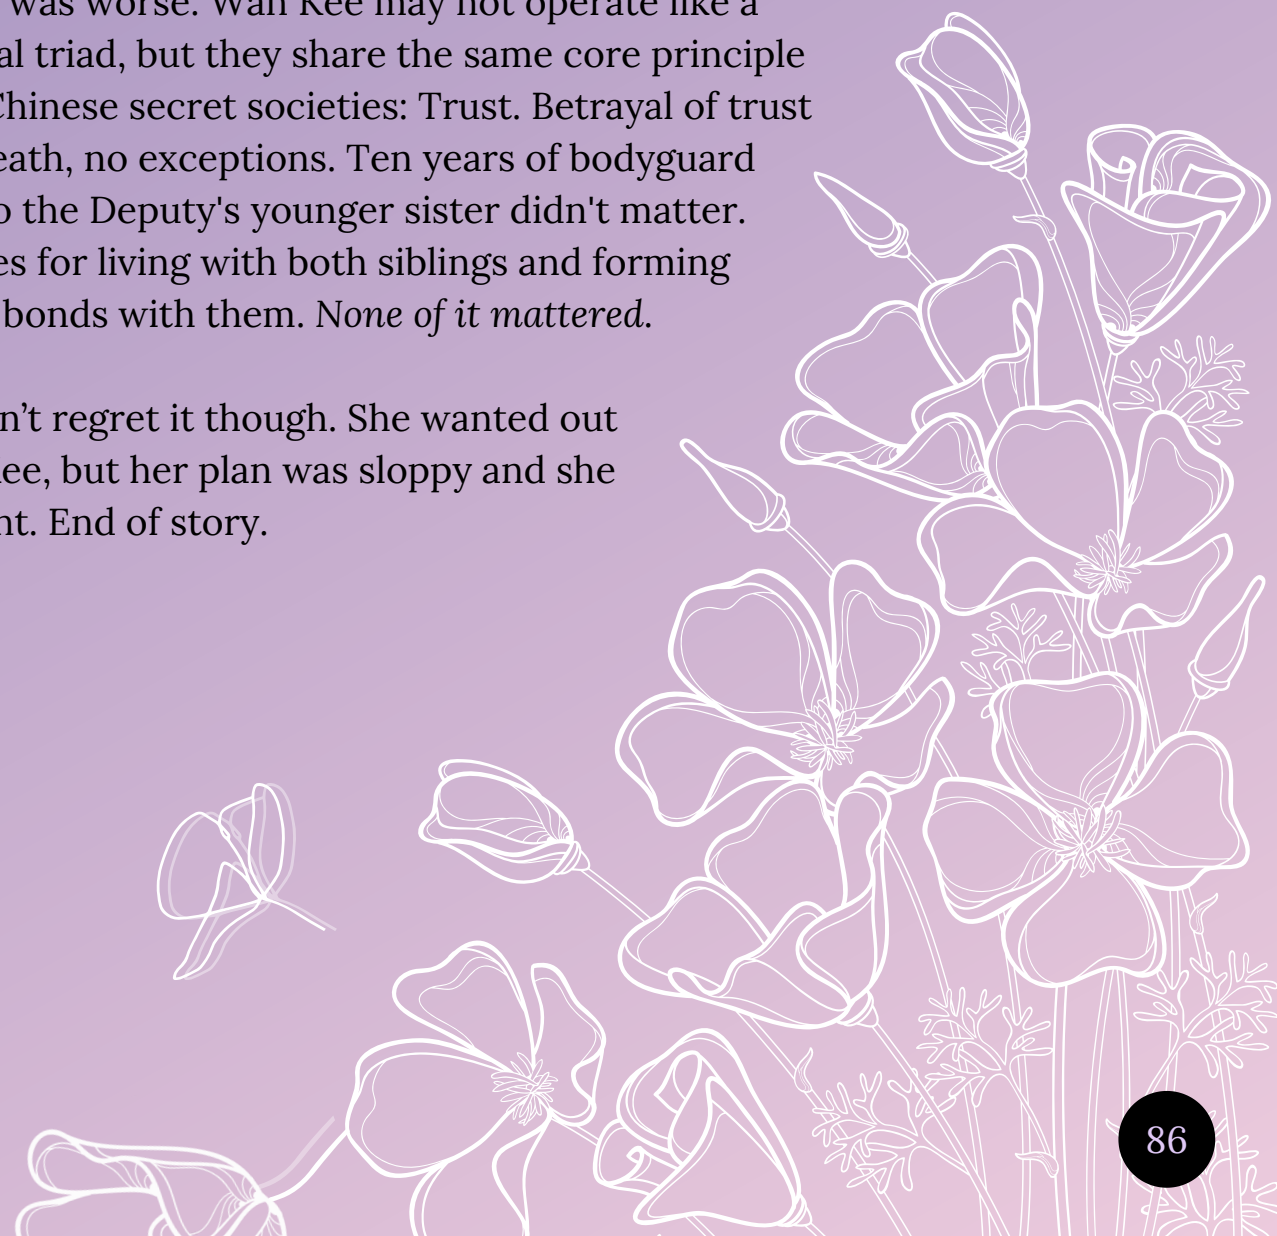 was worse. Wah Kee may not operate like a
al triad, but they share the same core principle
Chinese secret societies: Trust. Betrayal of trust
eath, no exceptions. Ten years of bodyguard
o the Deputy's younger sister didn't matter.
es for living with both siblings and forming
bonds with them. None of it mattered.
n’t regret it though. She wanted out
ee, but her plan was sloppy and she
ht. End of story.
86